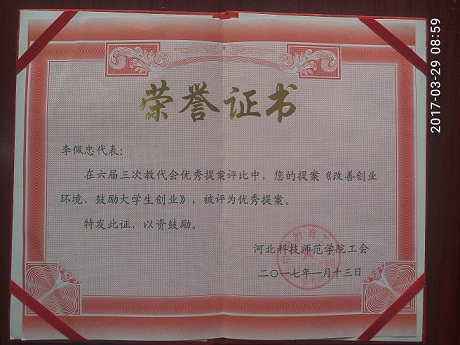 荣誉证书
李佩忠代表：
在六届三次教代会优秀提案评比中，您的提案《改善创业
环境、鼓励大学生创业》，被评为优秀提案。
特发此证，以资鼓励。
河北科技师范学院工会
二〇一七年一月十三日
2017-03-29 08:59